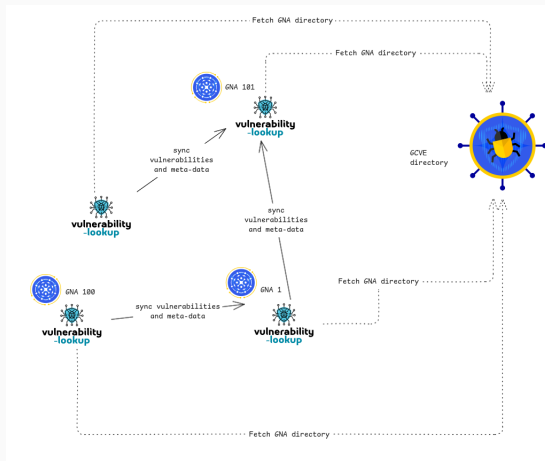 Fetch GNA directory
Fetch GNA directory
GNA 101
vulnerability
-lookup
sync
vulnerabilities
and meta-data
GCVE
directory
sync
vulnerabilities
and meta-data
vulnerability
-lookup
GNA 100
GNA 1
Fetch GNA directory
sync vulnerabilities
and meta-data
vulnerability
-lookup
vulnerability
-lookup
Fetch GNA directory